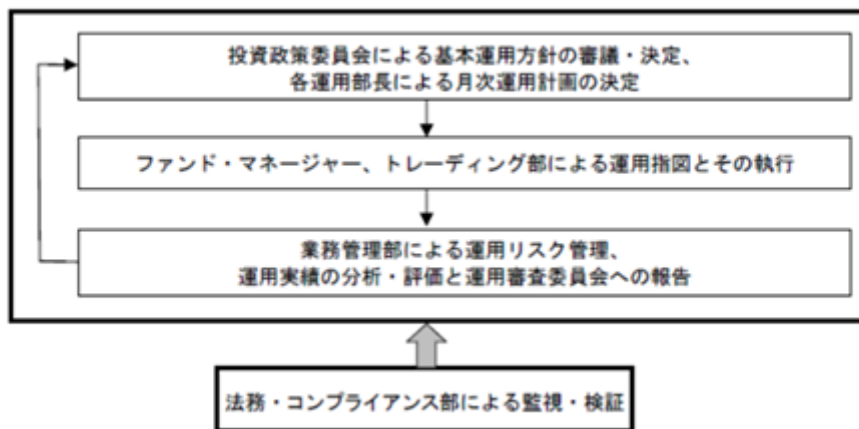 投資政策委員会による基本運用方針の審議・決定、
各運用部長による月次運用計画の決定
ファンド・マネージャー、トレーディング部による運用指図とその執行
業務管理部による運用リスク管理、
運用実績の分析・評価と運用審査委員会への報告
法務・コンプライアンス部による監視・検証